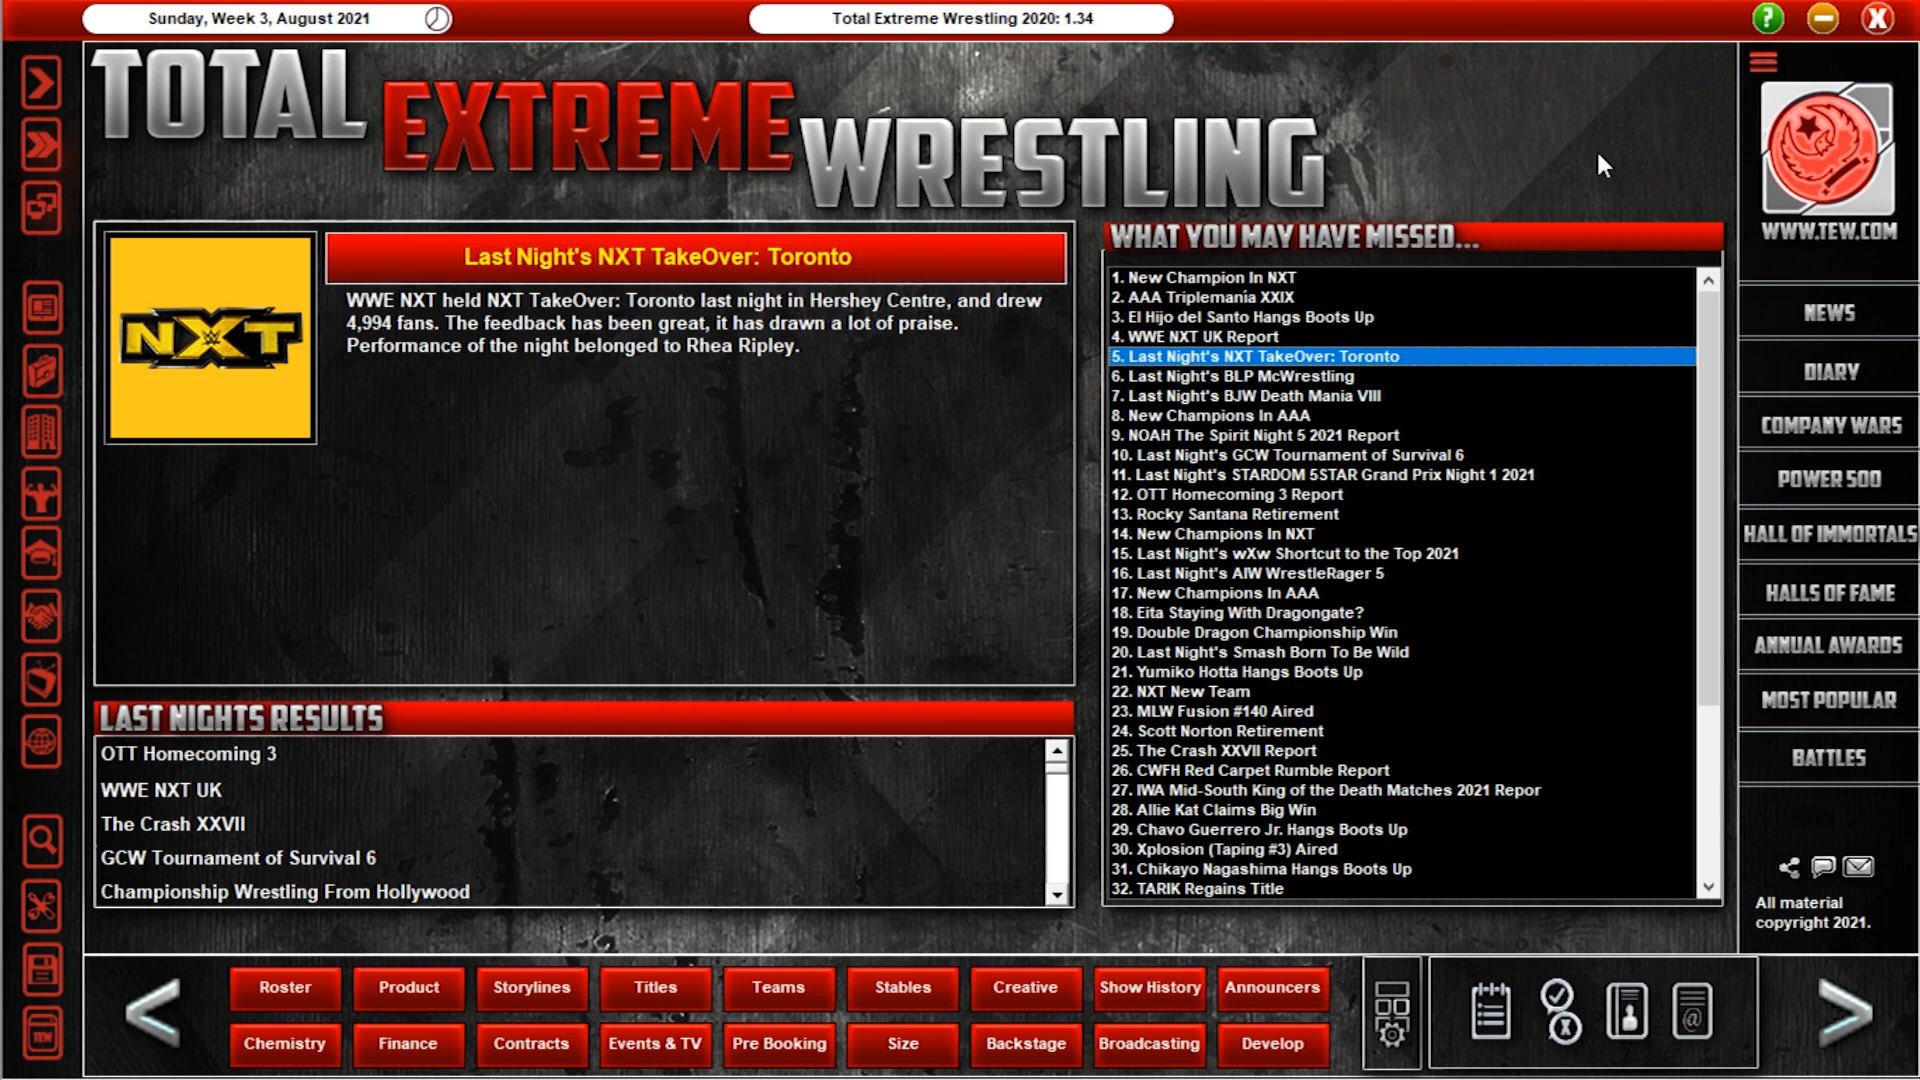 Sunday, Week 3, August 2021
Total Extreme Wrestling 2020: 1.34
TOTAL EXTREME WRESTLING
NXT
Last Night's NXT TakeOver: Toronto
WWE NXT held NXT TakeOver: Toronto last night in Hershey Centre, and drew
4,994 fans. The feedback has been great, it has drawn a lot of praise.
Performance of the night belonged to Rhea Ripley.
LAST NIGHTS RESULTS
OTT Homecoming 3
WWE NXT UK
The Crash XXVII
GCW Tournament of Survival 6
Championship Wrestling From Hollywood
WHAT YOU MAY HAVE MISSED...
1. New Champion In NXT
2. AAA Triplemanía XXIX
3. El Hijo del Santo Hangs Boots Up
4. WWE NXT UK Report
5. Last Night's NXT TakeOver: Toronto
6. Last Night's BLP McWrestling
7. Last Night's BJW Death Mania VIII
8. New Champions In AAA
9. NOAH The Spirit Night 5 2021 Report
10. Last Night's GCW Tournament of Survival 6
11. Last Night's STARDOM 5STAR Grand Prix Night 1 2021
12. OTT Homecoming 3 Report
13. Rocky Santana Retirement
14. New Champions In NXT
15. Last Night's wXw Shortcut to the Top 2021
16. Last Night's AIW WrestleRager 5
17. New Champions In AAA
18. Eita Staying With Dragongate?
19. Double Dragon Championship Win
20. Last Night's Smash Born To Be Wild
21. Yumiko Hotta Hangs Boots Up
22. NXT New Team
23. MLW Fusion #140 Aired
24. Scott Norton Retirement
25. The Crash XXVII Report
26. CWFH Red Carpet Rumble Report
27. IWA Mid-South King of the Death Matches 2021 Repor
28. Allie Kat Claims Big Win
29. Chavo Guerrero Jr. Hangs Boots Up
30. Xplosion (Taping #3) Aired
31. Chikayo Nagashima Hangs Boots Up
32. TARIK Regains Title
WWW.TEW.COM
NEWS
DIARY
COMPANY WARS
POWER 500
HALL OF IMMORTALS
HALLS OF FAME
ANNUAL AWARDS
MOST POPULAR
BATTLES
All material
copyright 2021.
TEW
Roster Product Storylines Titles Teams Stables Creative Show History Announcers
Chemistry Finance Contracts Events & TV Pre Booking Size Backstage Broadcasting Develop